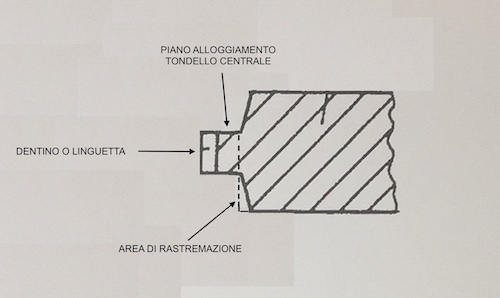 PIANO ALLOGGIAMENTO
TONDELLO CENTRALE
DENTINO O LINGUETTA
AREA DI RASTREMAZIONE